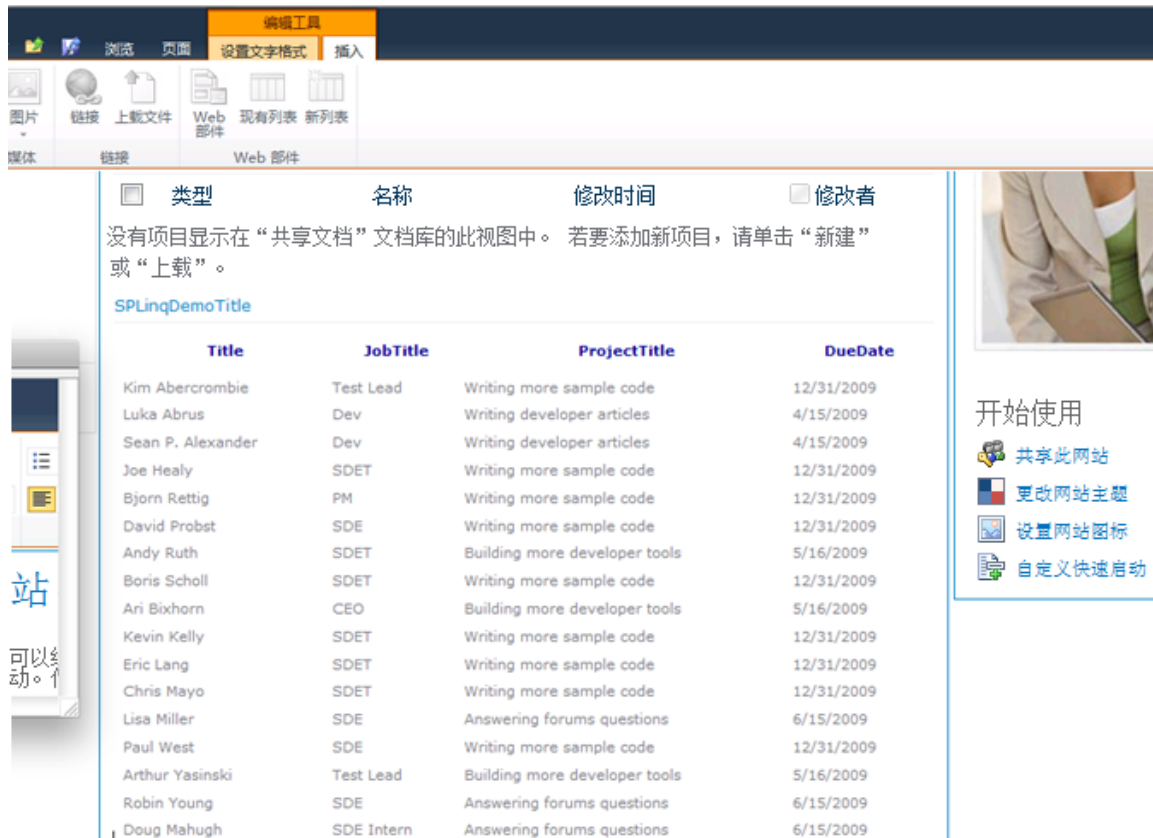 编辑工具
浏览 页面 设置文字格式 插入
图片 链接 上载文件 Web 部件 现有列表 新列表
媒体 链接 Web 部件
类型 名称 修改时间 修改者
没有项目显示在“共享文档”文档库的此视图中。 若要添加新项目，请单击“新建”
或“上载”。
SPLinqDemoTitle
Title JobTitle ProjectTitle DueDate
Kim Abercrombie Test Lead Writing more sample code 12/31/2009
Luka Abrus Dev Writing developer articles 4/15/2009
Sean P. Alexander Dev Writing developer articles 4/15/2009
Joe Healy SDET Writing more sample code 12/31/2009
Bjorn Rettig PM Writing more sample code 12/31/2009
David Probst SDE Writing more sample code 12/31/2009
Andy Ruth SDET Building more developer tools 5/16/2009
Boris Scholl SDET Writing more sample code 12/31/2009
Ari Bixhorn CEO Building more developer tools 5/16/2009
Kevin Kelly SDET Writing more sample code 12/31/2009
Eric Lang SDET Writing more sample code 12/31/2009
Chris Mayo SDET Writing more sample code 12/31/2009
Lisa Miller SDE Answering forums questions 6/15/2009
Paul West SDE Writing more sample code 12/31/2009
Arthur Yasinski Test Lead Building more developer tools 5/16/2009
Robin Young SDE Answering forums questions 6/15/2009
Doug Mahugh SDE Intern Answering forums questions 6/15/2009
开始使用
共享此网站
更改网站主题
设置网站图标
自定义快速启动
站
可以
动。